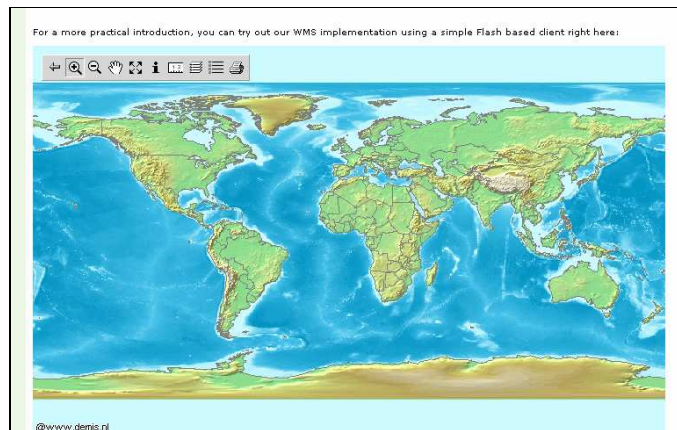 For a more practical introduction, you can try out our WMS implementation using a simple Flash based client right here:
@www.demis.nl